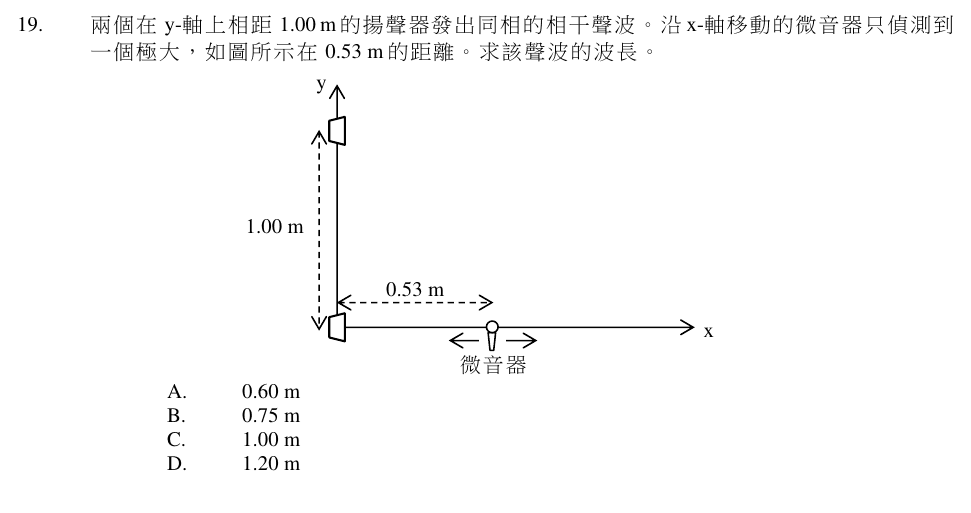 19. 兩個在 y-軸上相距 1.00 m的揚聲器發出同相的相干聲波。沿 x-軸移動的微音器只偵測到
一個極大，如圖所示在 0.53 m的距離。求該聲波的波長。
y
1.00 m
0.53 m
x
微音器
A. 0.60 m
B. 0.75 m
C. 1.00 m
D. 1.20 m